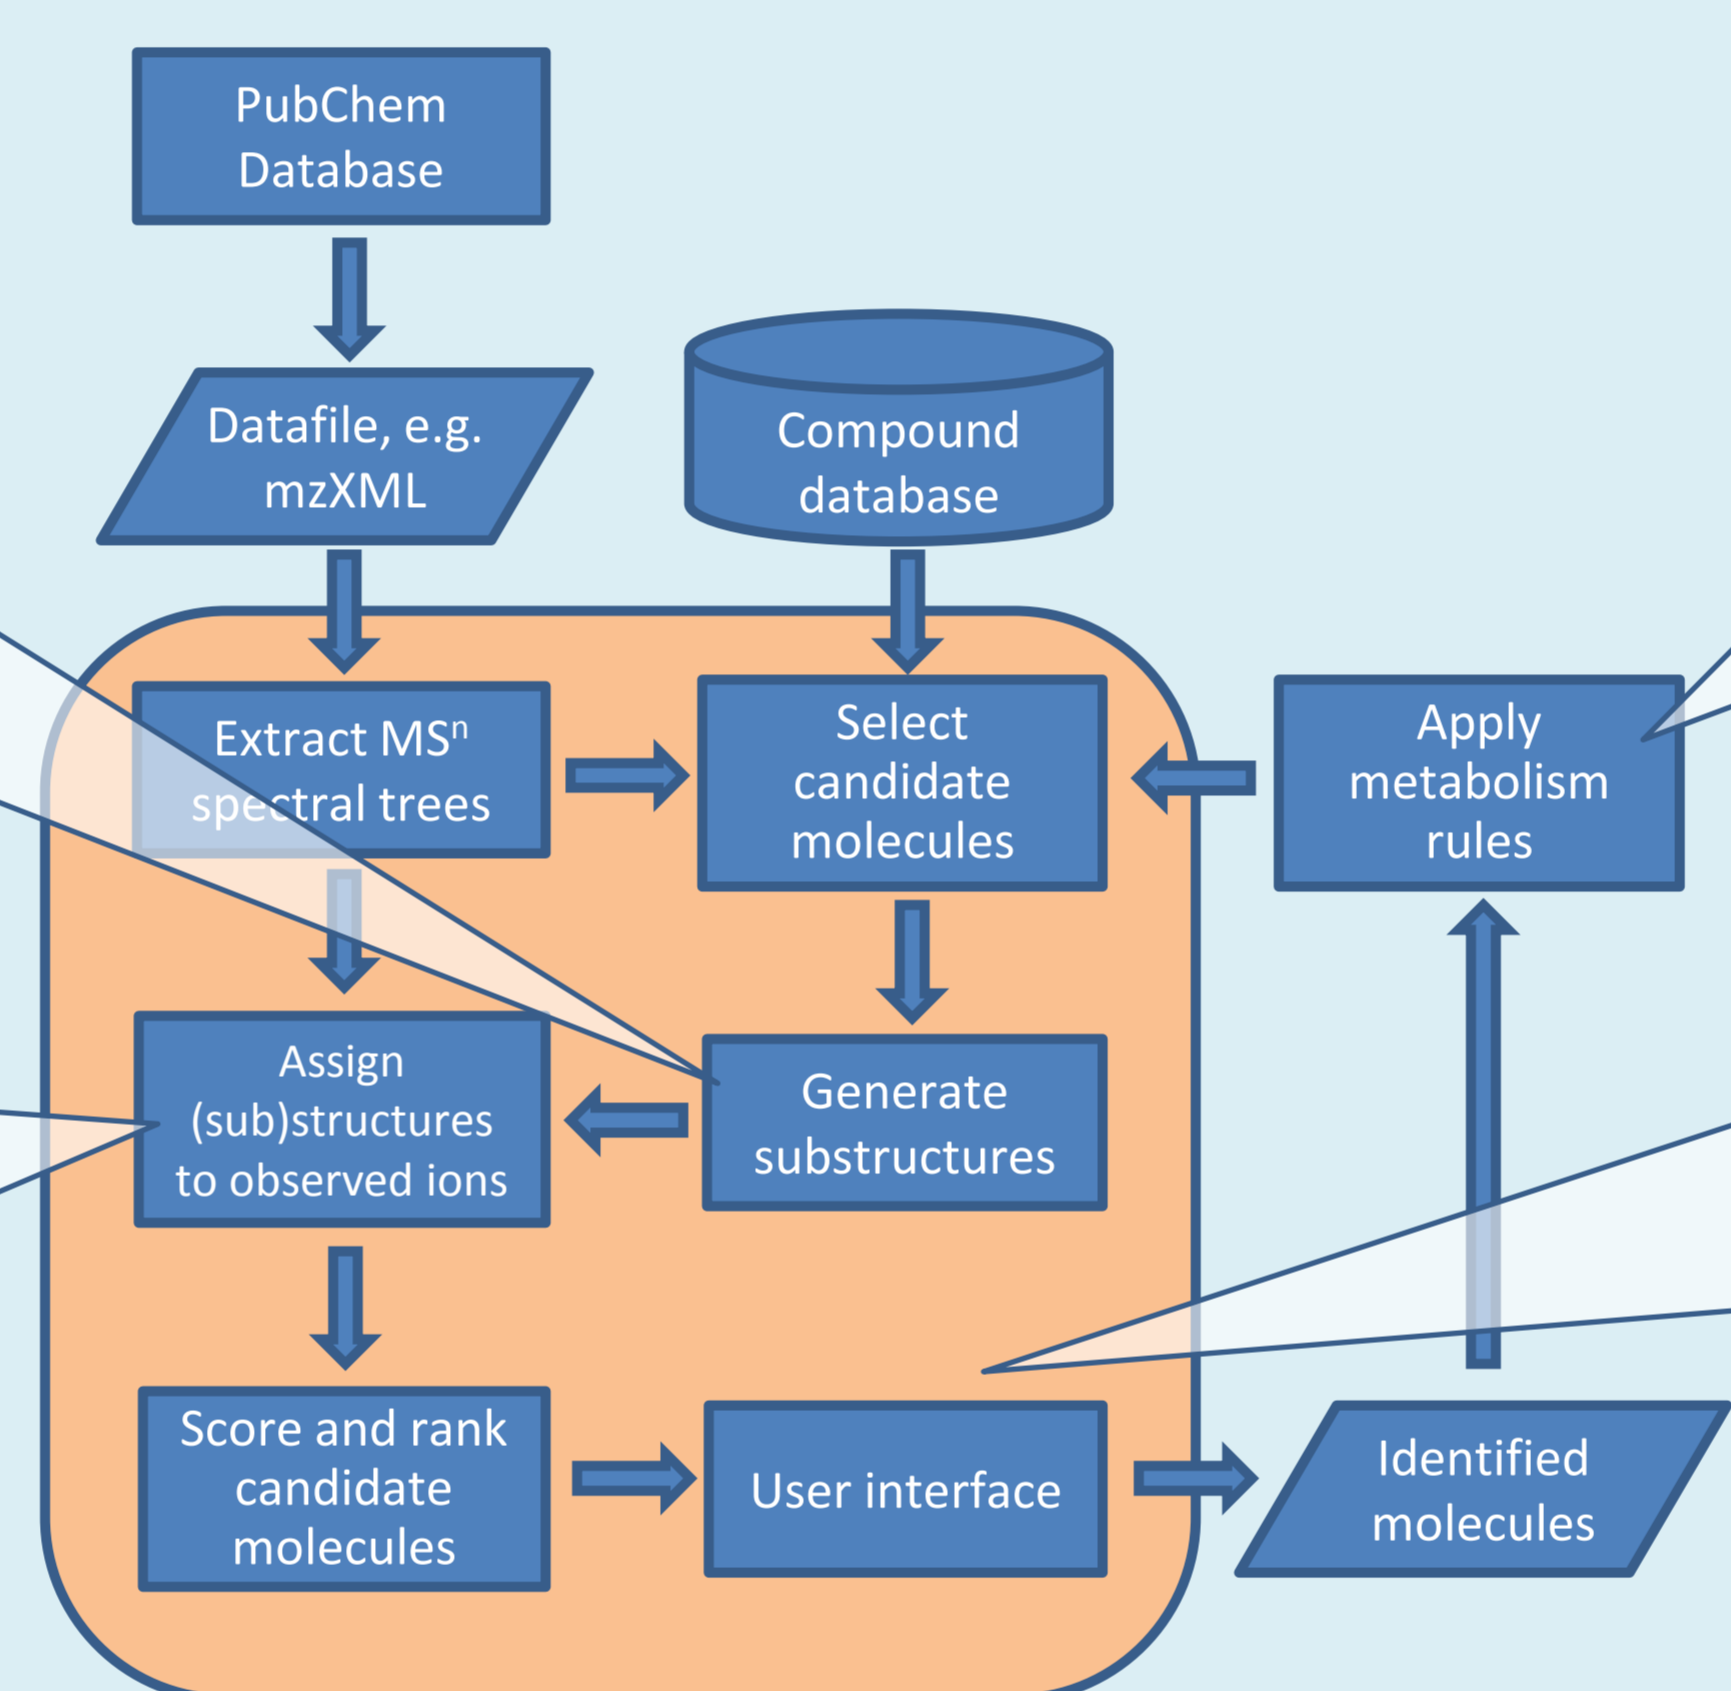 PubChem
Database
Datafile, e.g.
mzXML
Compound
database
Extract MSⁿ
spectral trees
Select
candidate
molecules
Apply
metabolism
rules
Assign
(sub)structures
to observed ions
Generate
substructures
Score and rank
candidate
molecules
User interface
Identified
molecules